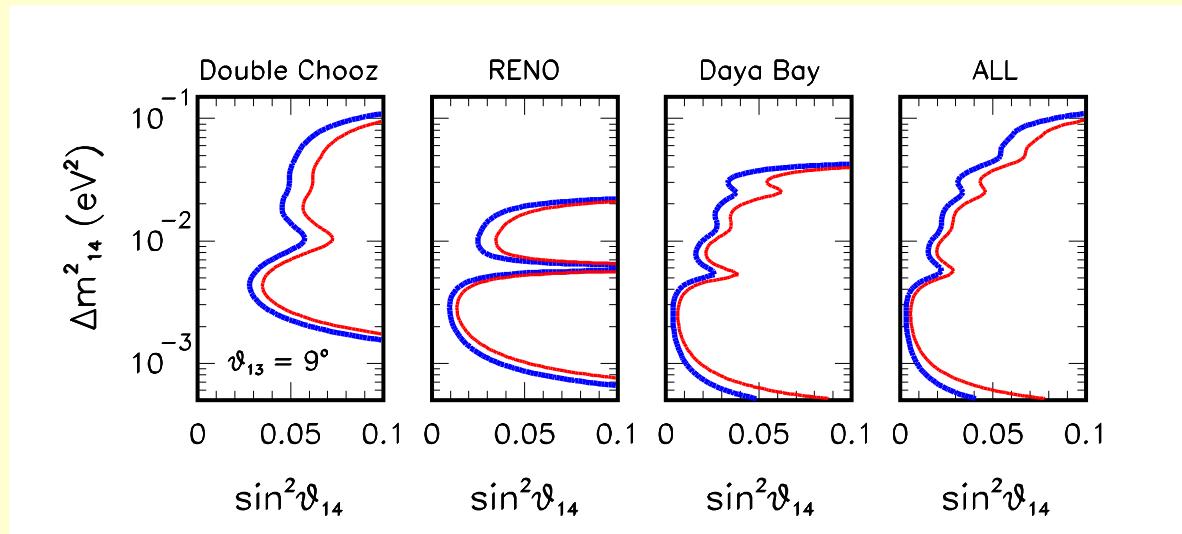 Double Chooz RENO Daya Bay ALL
Δm²₁₄ (eV²)
10⁻¹
10⁻²
10⁻³
ϑ₁₃ = 9°
0 0.05 0.1 0 0.05 0.1 0 0.05 0.1 0 0.05 0.1
sin²ϑ₁₄ sin²ϑ₁₄ sin²ϑ₁₄ sin²ϑ₁₄